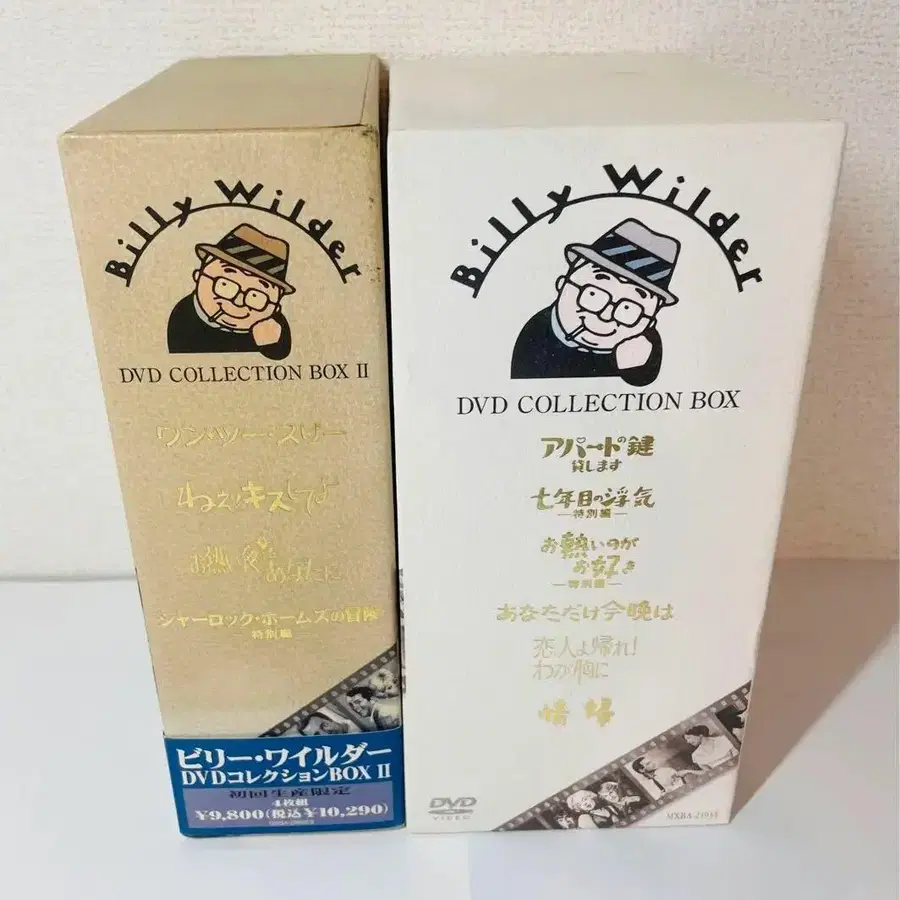 Billy Wilder
DVD COLLECTION BOX II
ワン・ツー・スリー
ねえ!キスしてよ
あなたに
シャーロック・ホームズの冒険
―特別編―
ビリー・ワイルダー
DVDコレクションBOX II
初回生産限定
4枚組
¥9,800(税込¥10,290)
Billy Wilder
DVD COLLECTION BOX
アパートの鍵
貸します
七年目の浮気
―特別編―
お熱いのが
お好き
―特別編―
あなただけ今晩は
恋人よ帰れ!
わが胸に
情婦
DVD
VIDEO